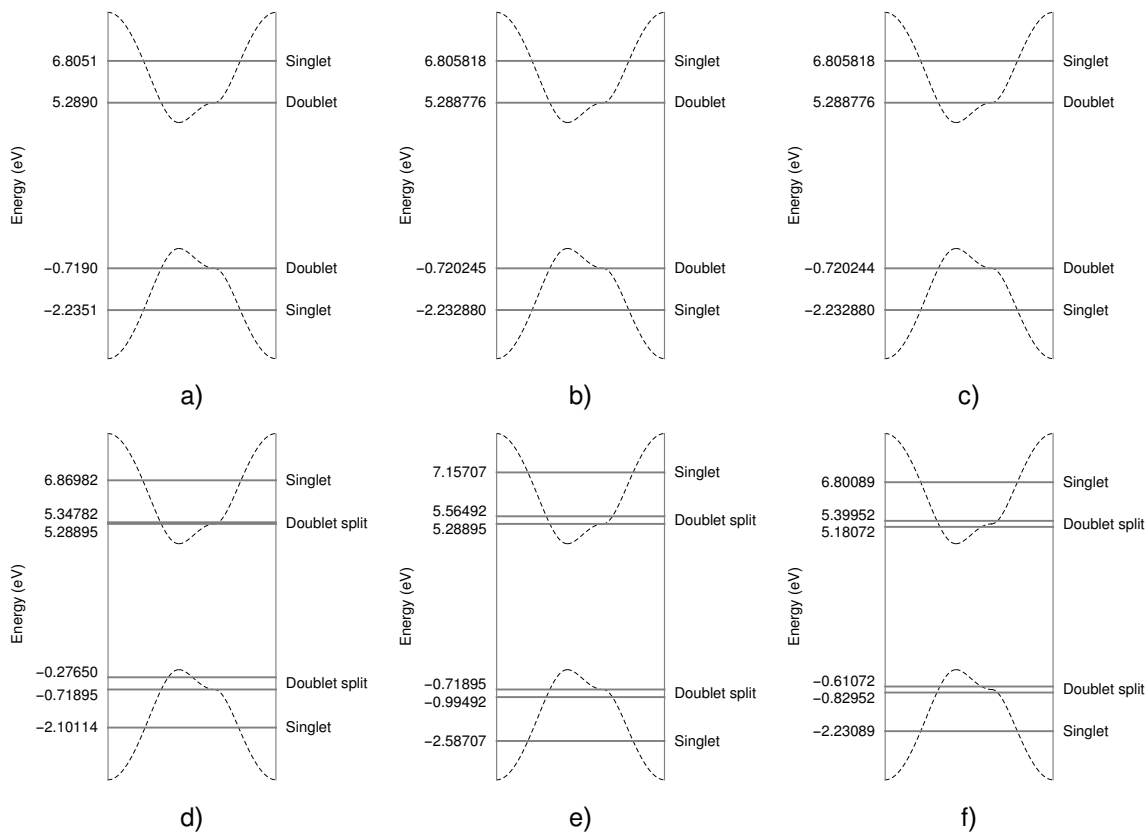 6.8051 Singlet
5.2890 Doublet
Energy (eV)
−0.7190 Doublet
−2.2351 Singlet
a)
6.805818 Singlet
5.288776 Doublet
Energy (eV)
−0.720245 Doublet
−2.232880 Singlet
b)
6.805818 Singlet
5.288776 Doublet
Energy (eV)
−0.720244 Doublet
−2.232880 Singlet
c)
6.86982 Singlet
5.34782
Doublet split
5.28895
Energy (eV)
−0.27650
Doublet split
−0.71895
−2.10114 Singlet
d)
7.15707 Singlet
5.56492
Doublet split
5.28895
Energy (eV)
−0.71895
Doublet split
−0.99492
−2.58707 Singlet
e)
6.80089 Singlet
5.39952
Doublet split
5.18072
Energy (eV)
−0.61072
Doublet split
−0.82952
−2.23089 Singlet
f)